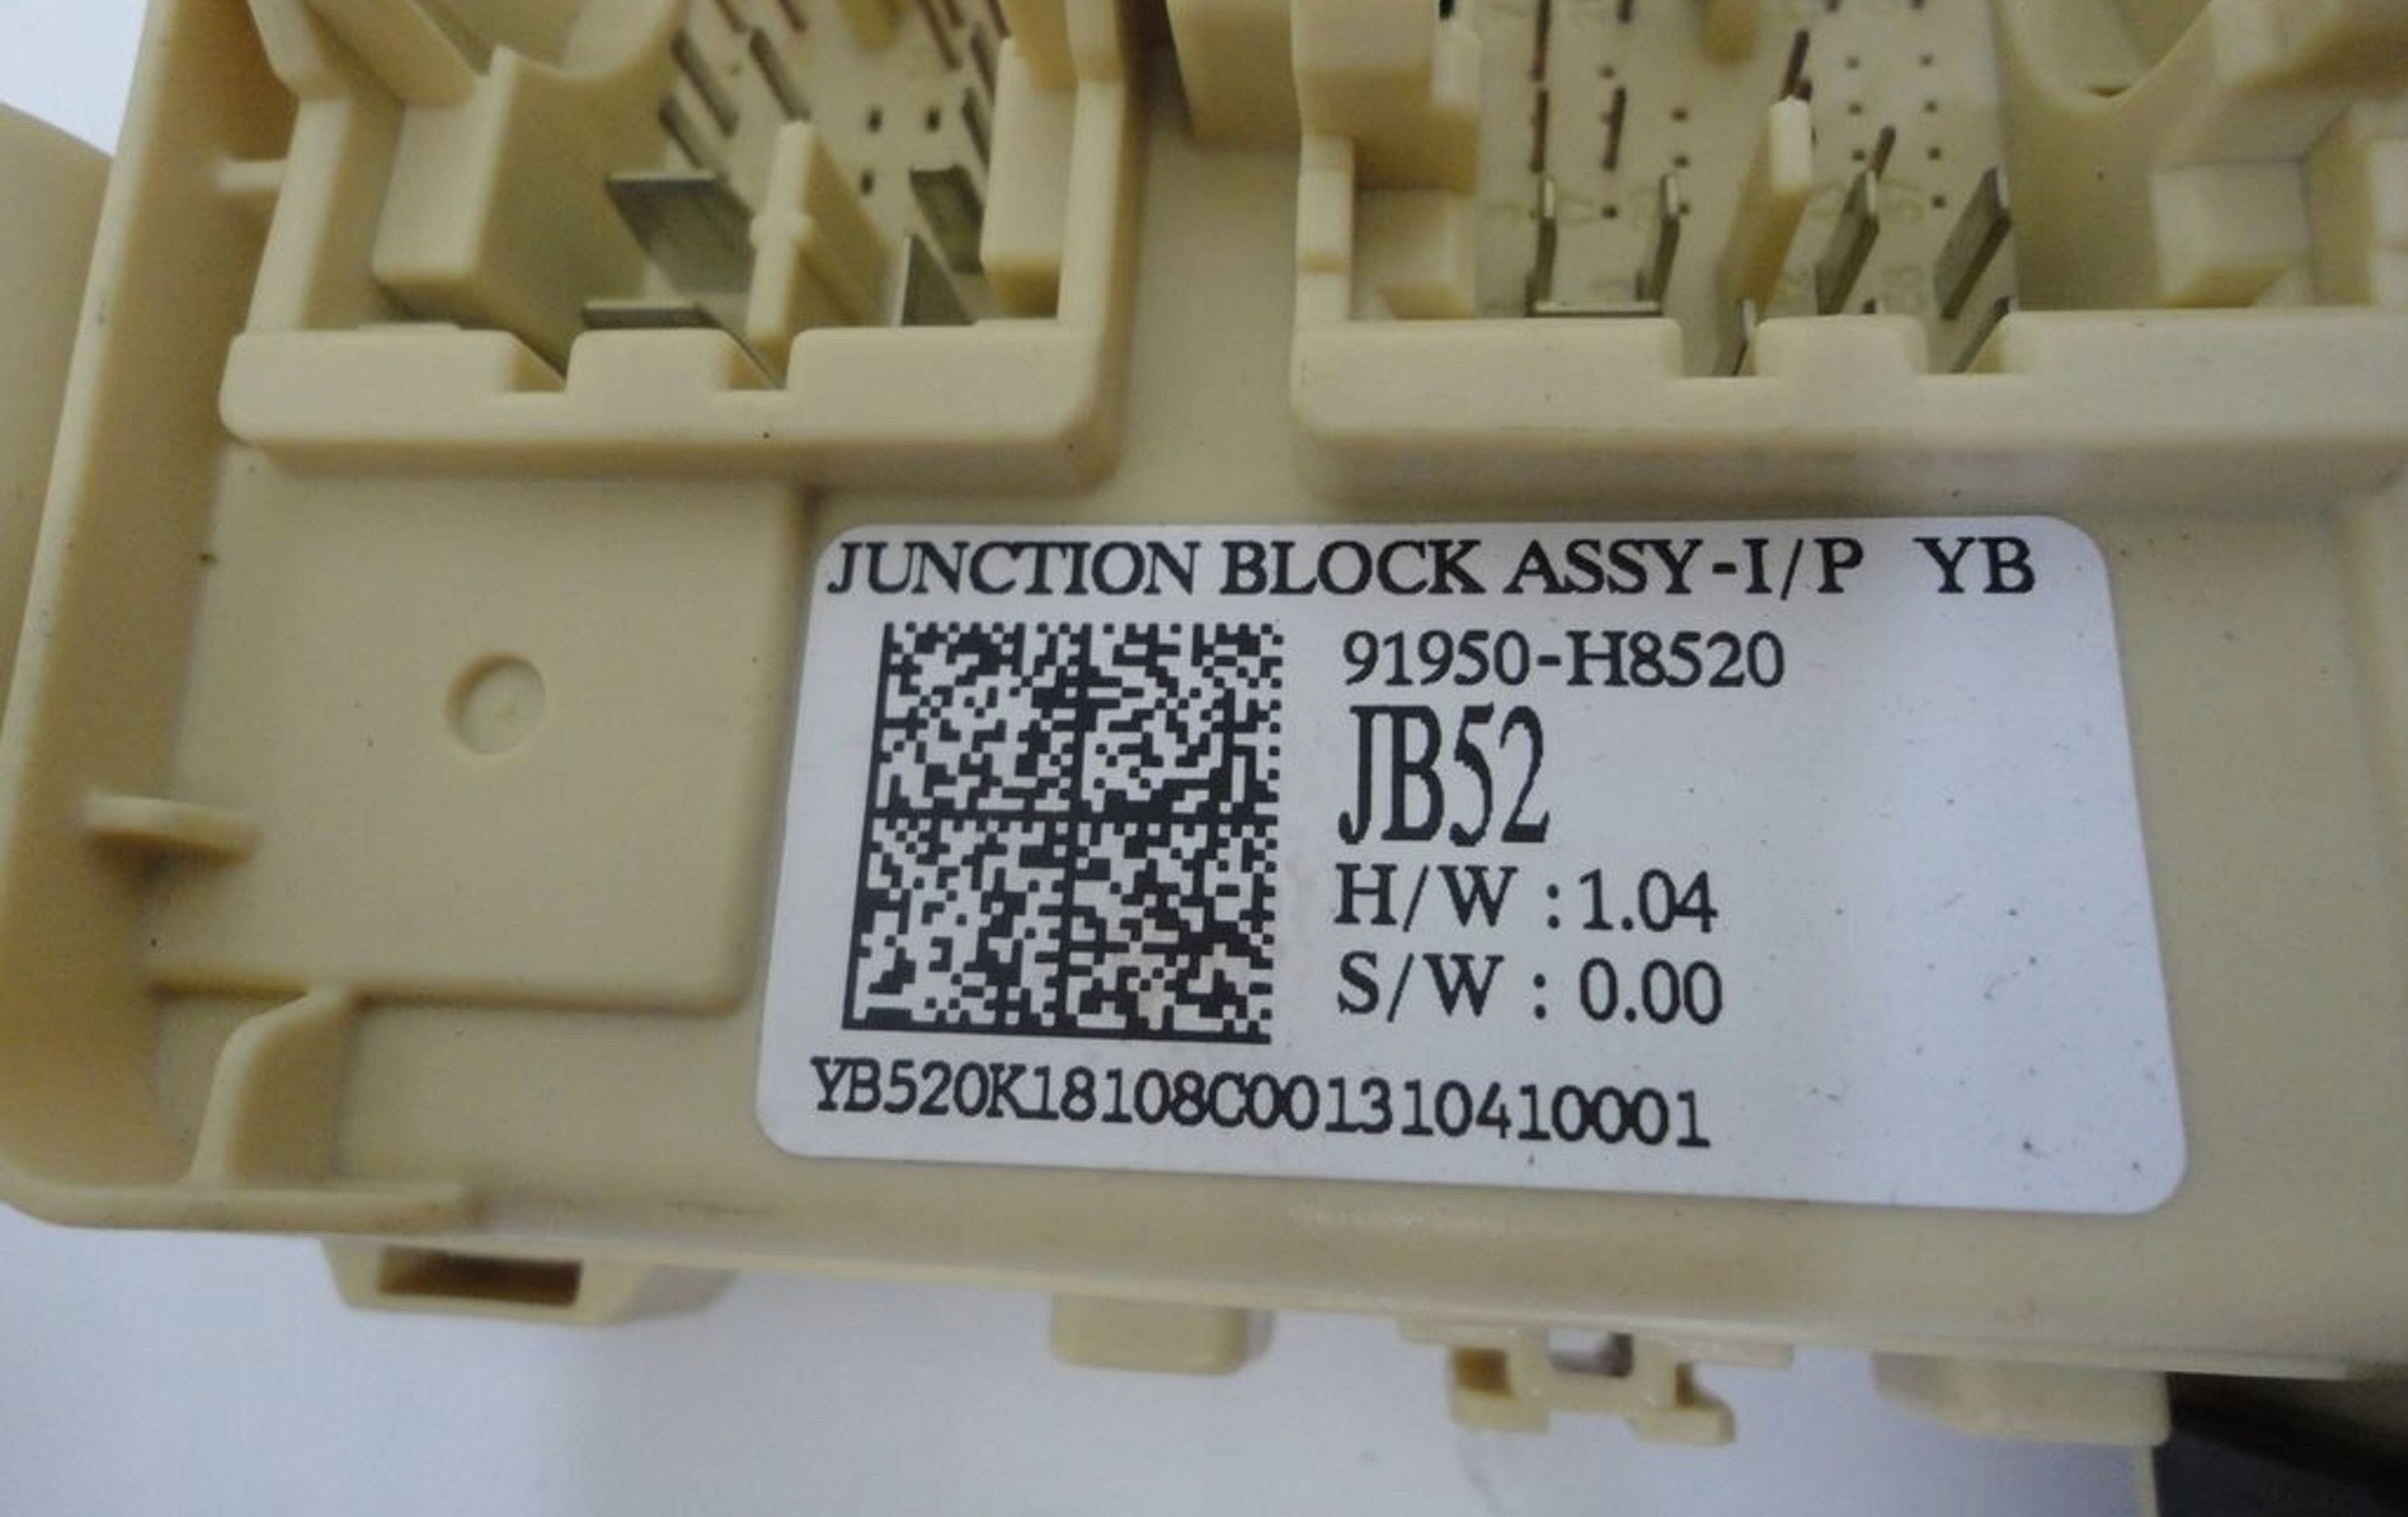 JUNCTION BLOCK ASSY-I/P YB
91950-H8520
JB52
H/W :1.04
S/W : 0.00
YB520K18108C001310410001